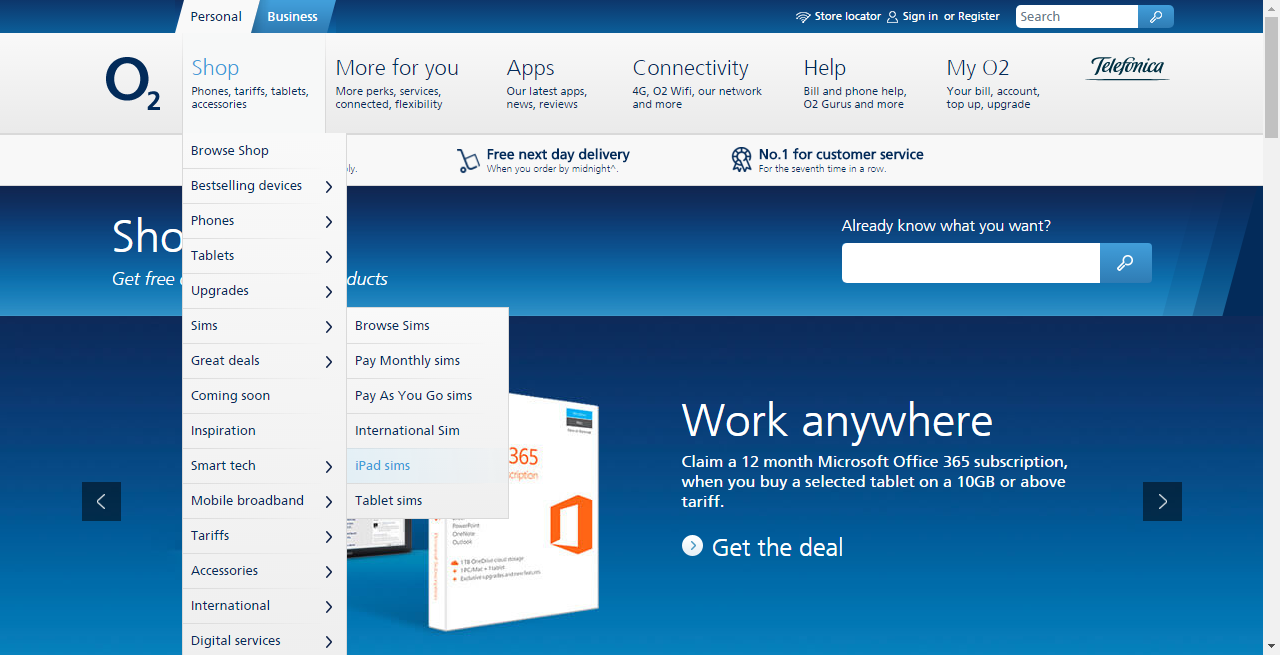 Personal
Business
Store locator
Sign in or Register
Search
O2
Shop
Phones, tariffs, tablets,
accessories
More for you
More perks, services,
connected, flexibility
Apps
Our latest apps,
news, reviews
Connectivity
4G, O2 Wifi, our network
and more
Help
Bill and phone help,
O2 Gurus and more
My O2
Your bill, account,
top up, upgrade
Telefónica
Free next day delivery
When you order by midnight^.
No.1 for customer service
For the seventh time in a row.
Browse Shop
Bestselling devices
Phones
Tablets
Upgrades
Sims
Great deals
Coming soon
Inspiration
Smart tech
Mobile broadband
Tariffs
Accessories
International
Digital services
Browse Sims
Pay Monthly sims
Pay As You Go sims
International Sim
iPad sims
Tablet sims
Sho
Get free
ducts
Already know what you want?
365
PowerPoint
OneNote
Outlook
1TB OneDrive cloud storage
1 PC/Mac + 1 tablet
Exclusive upgrades and new features
Work anywhere
Claim a 12 month Microsoft Office 365 subscription,
when you buy a selected tablet on a 10GB or above
tariff.
Get the deal